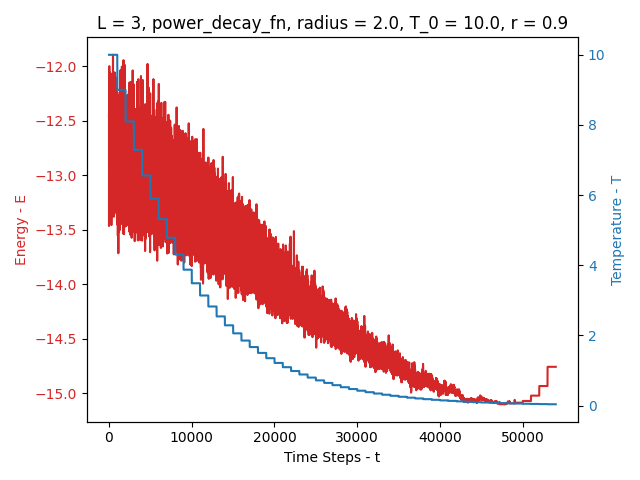 L = 3, power_decay_fn, radius = 2.0, T_0 = 10.0, r = 0.9
−12.0
−12.5
−13.0
−13.5
−14.0
−14.5
−15.0
Energy - E
10
8
6
4
2
0
Temperature - T
0 10000 20000 30000 40000 50000
Time Steps - t